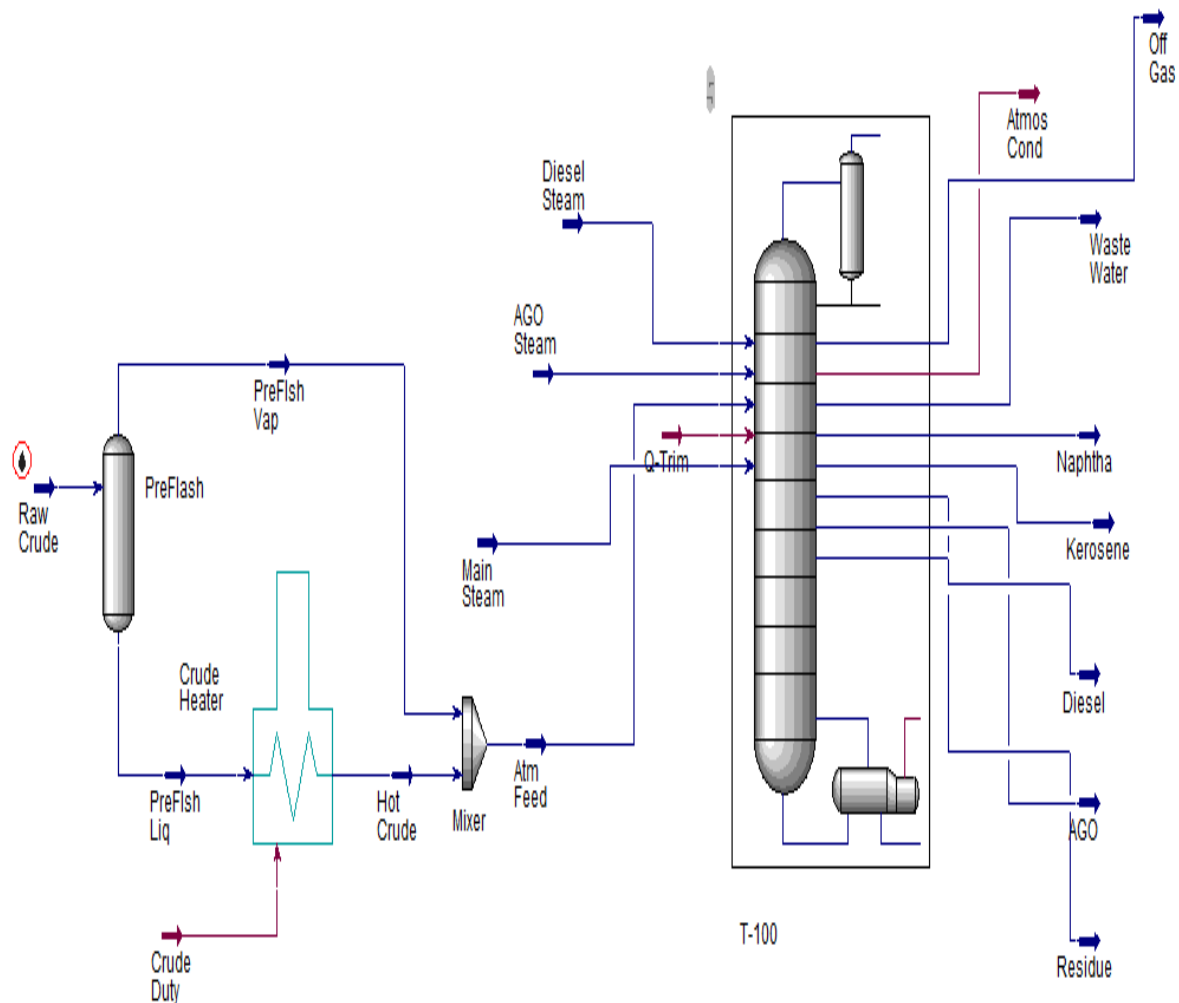 Off
Gas
Atmos
Cond
Diesel
Steam
Waste
Water
AGO
Steam
PreFlsh
Vap
Q-Trim
Naphtha
PreFlash
Raw
Crude
Kerosene
Main
Steam
Crude
Heater
Diesel
PreFlsh
Liq
Hot
Crude
Mixer
Atm
Feed
AGO
T-100
Crude
Duty
Residue